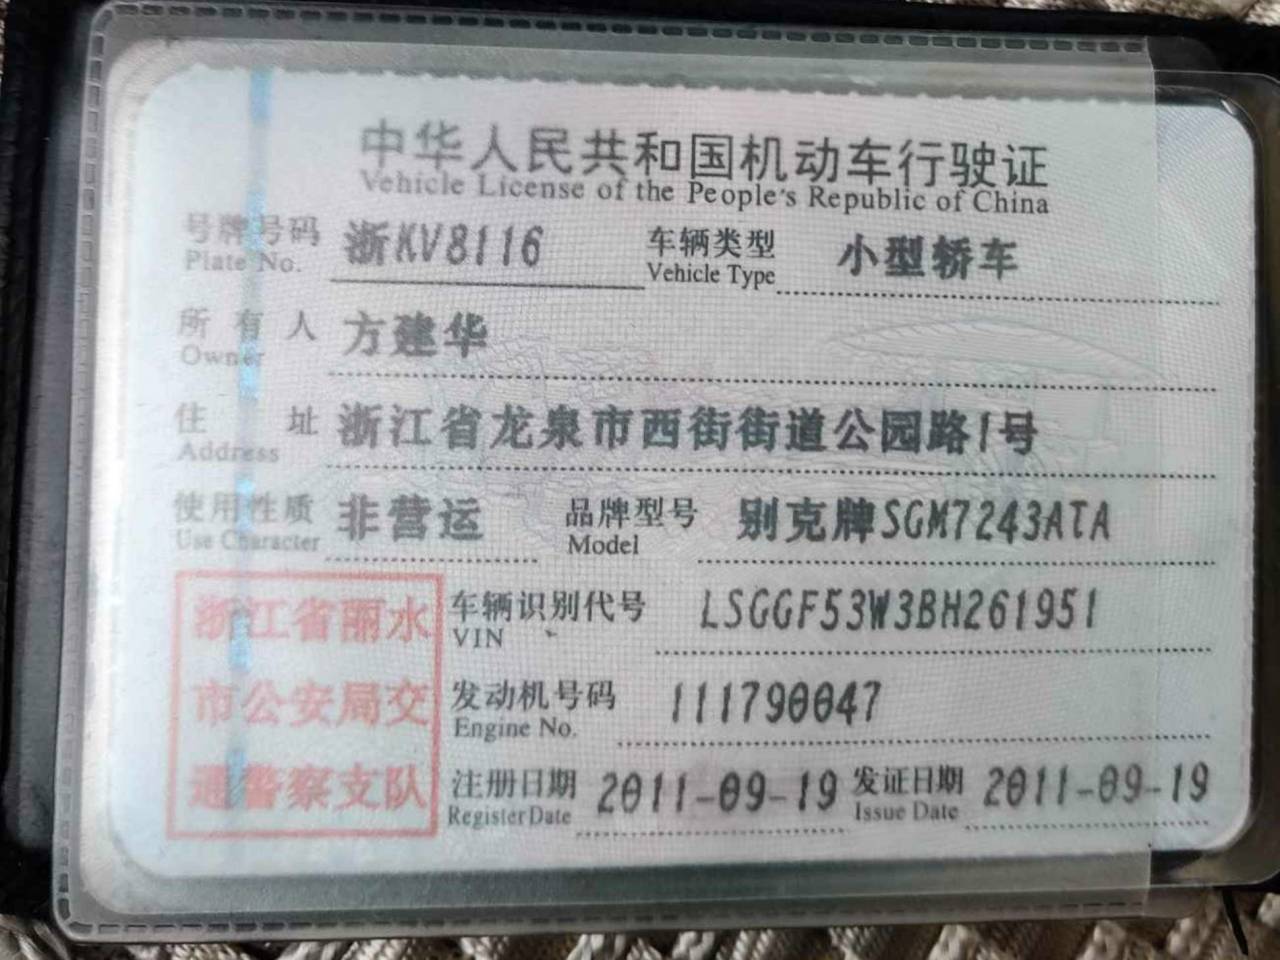 中华人民共和国机动车行驶证
Vehicle License of the People's Republic of China
号牌号码 浙KV8116 车辆类型 小型轿车
Plate No. Vehicle Type
所有人 方建华
Owner
住址 浙江省龙泉市西街街道公园路1号
Address
使用性质 非营运 品牌型号 别克牌SGM7243ATA
Use Character Model
浙江省丽水
市公安局交
通警察支队
车辆识别代号 LSGGF53W3BH261951
VIN
发动机号码 111790047
Engine No.
注册日期 2011-09-19 发证日期 2011-09-19
Register Date Issue Date